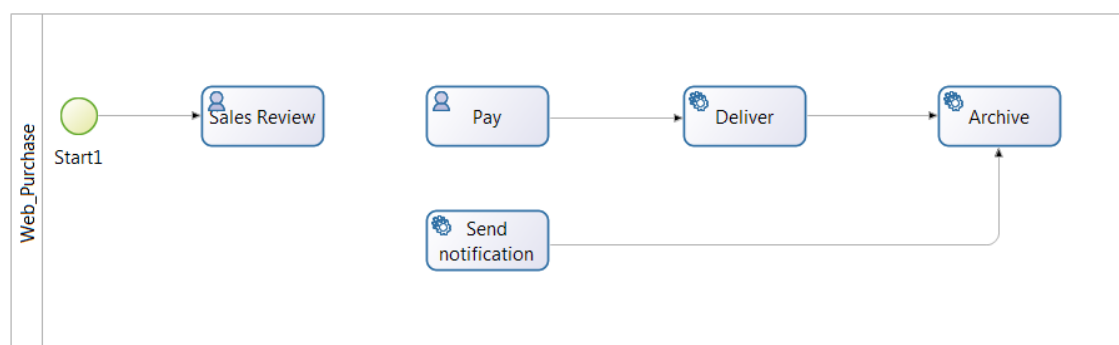 Web_Purchase
Start1
Sales Review
Pay
Deliver
Archive
Send
notification